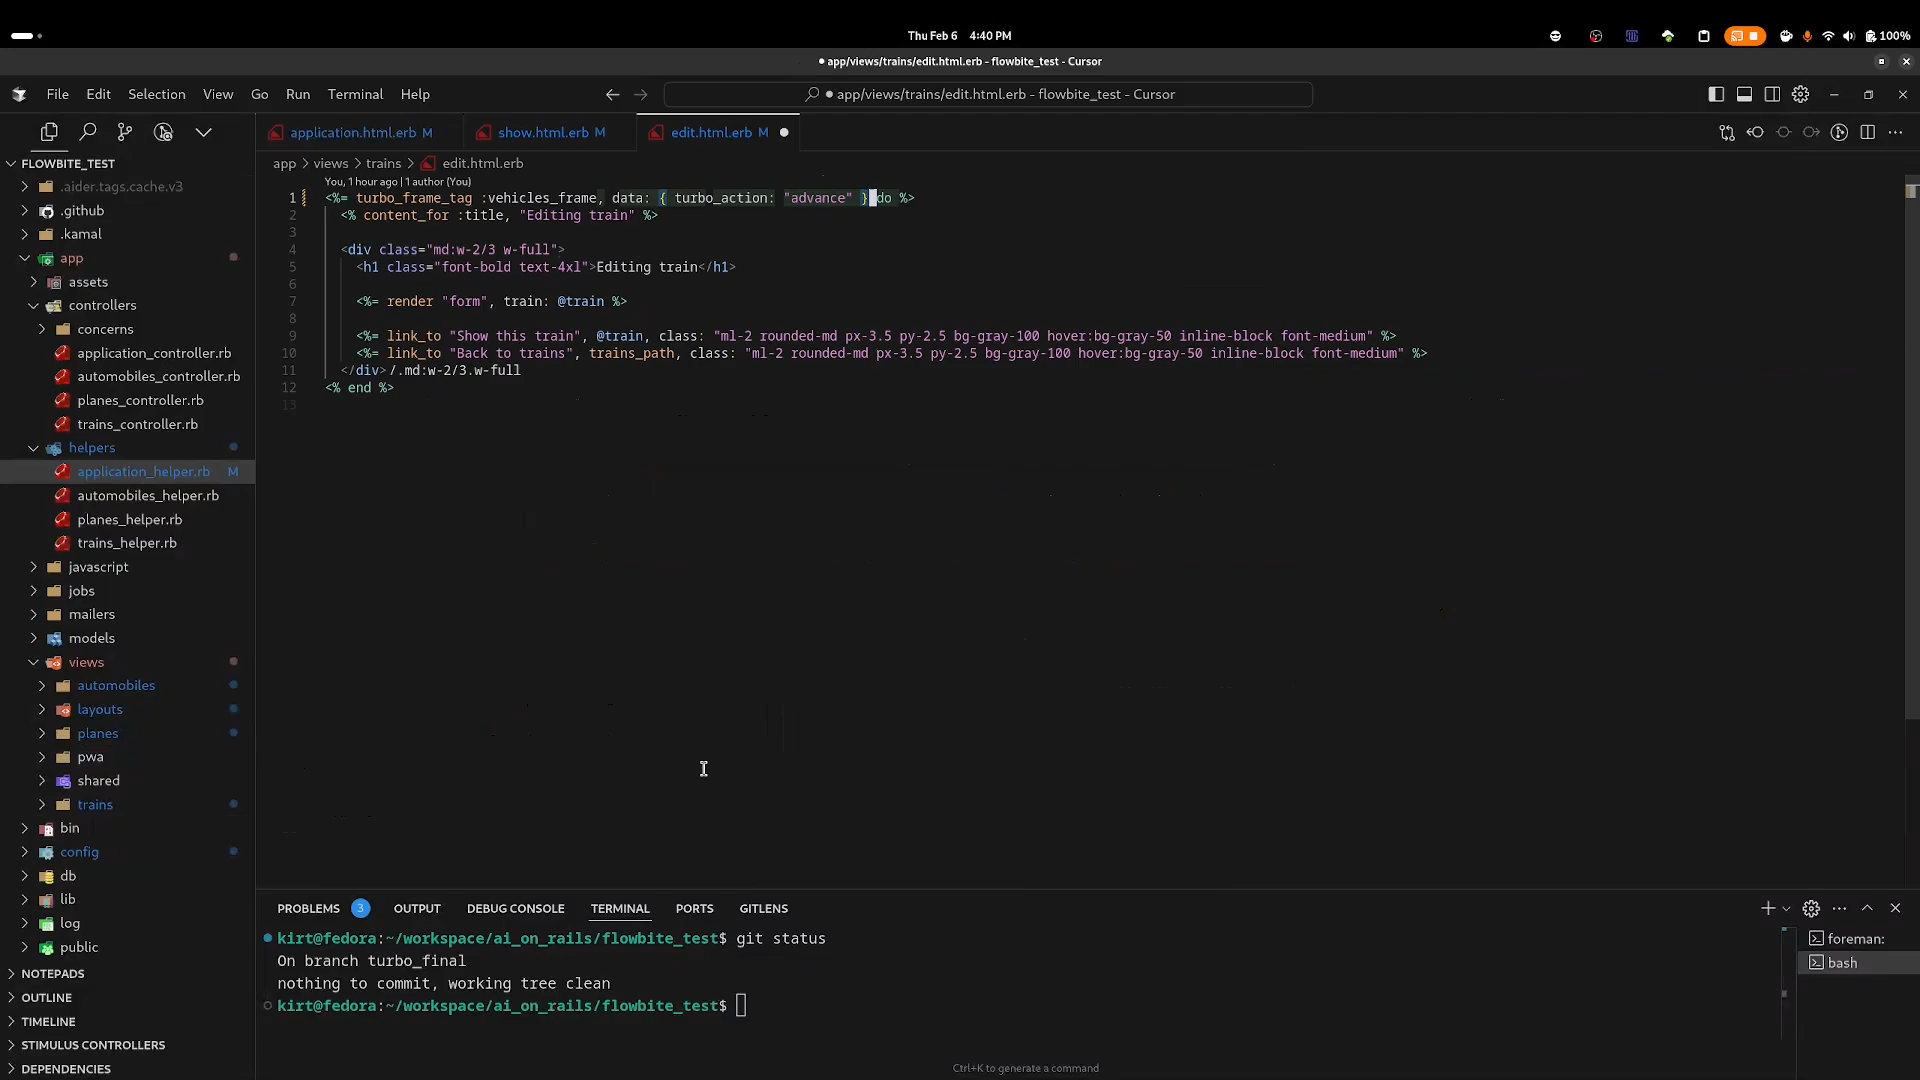 Thu Feb 6 4:40 PM
100%
● app/views/trains/edit.html.erb - flowbite_test - Cursor
File Edit Selection View Go Run Terminal Help
● app/views/trains/edit.html.erb - flowbite_test - Cursor
application.html.erb M
show.html.erb M
edit.html.erb M ●
FLOWBITE_TEST
.aider.tags.cache.v3
.github
.kamal
app
assets
controllers
concerns
application_controller.rb
automobiles_controller.rb
planes_controller.rb
trains_controller.rb
helpers
application_helper.rb M
automobiles_helper.rb
planes_helper.rb
trains_helper.rb
javascript
jobs
mailers
models
views
automobiles
layouts
planes
pwa
shared
trains
bin
config
db
lib
log
public
NOTEPADS
OUTLINE
TIMELINE
STIMULUS CONTROLLERS
DEPENDENCIES
app > views > trains > edit.html.erb
You, 1 hour ago | 1 author (You)
1 <%= turbo_frame_tag :vehicles_frame, data: { turbo_action: "advance" } do %>
2 <% content_for :title, "Editing train" %>
3
4 <div class="md:w-2/3 w-full">
5 <h1 class="font-bold text-4xl">Editing train</h1>
6
7 <%= render "form", train: @train %>
8
9 <%= link_to "Show this train", @train, class: "ml-2 rounded-md px-3.5 py-2.5 bg-gray-100 hover:bg-gray-50 inline-block font-medium" %>
10 <%= link_to "Back to trains", trains_path, class: "ml-2 rounded-md px-3.5 py-2.5 bg-gray-100 hover:bg-gray-50 inline-block font-medium" %>
11 </div>/.md:w-2/3.w-full
12 <% end %>
13
PROBLEMS 3 OUTPUT DEBUG CONSOLE TERMINAL PORTS GITLENS
kirt@fedora:~/workspace/ai_on_rails/flowbite_test$ git status
On branch turbo_final
nothing to commit, working tree clean
kirt@fedora:~/workspace/ai_on_rails/flowbite_test$
foreman:
bash
Ctrl+K to generate a command